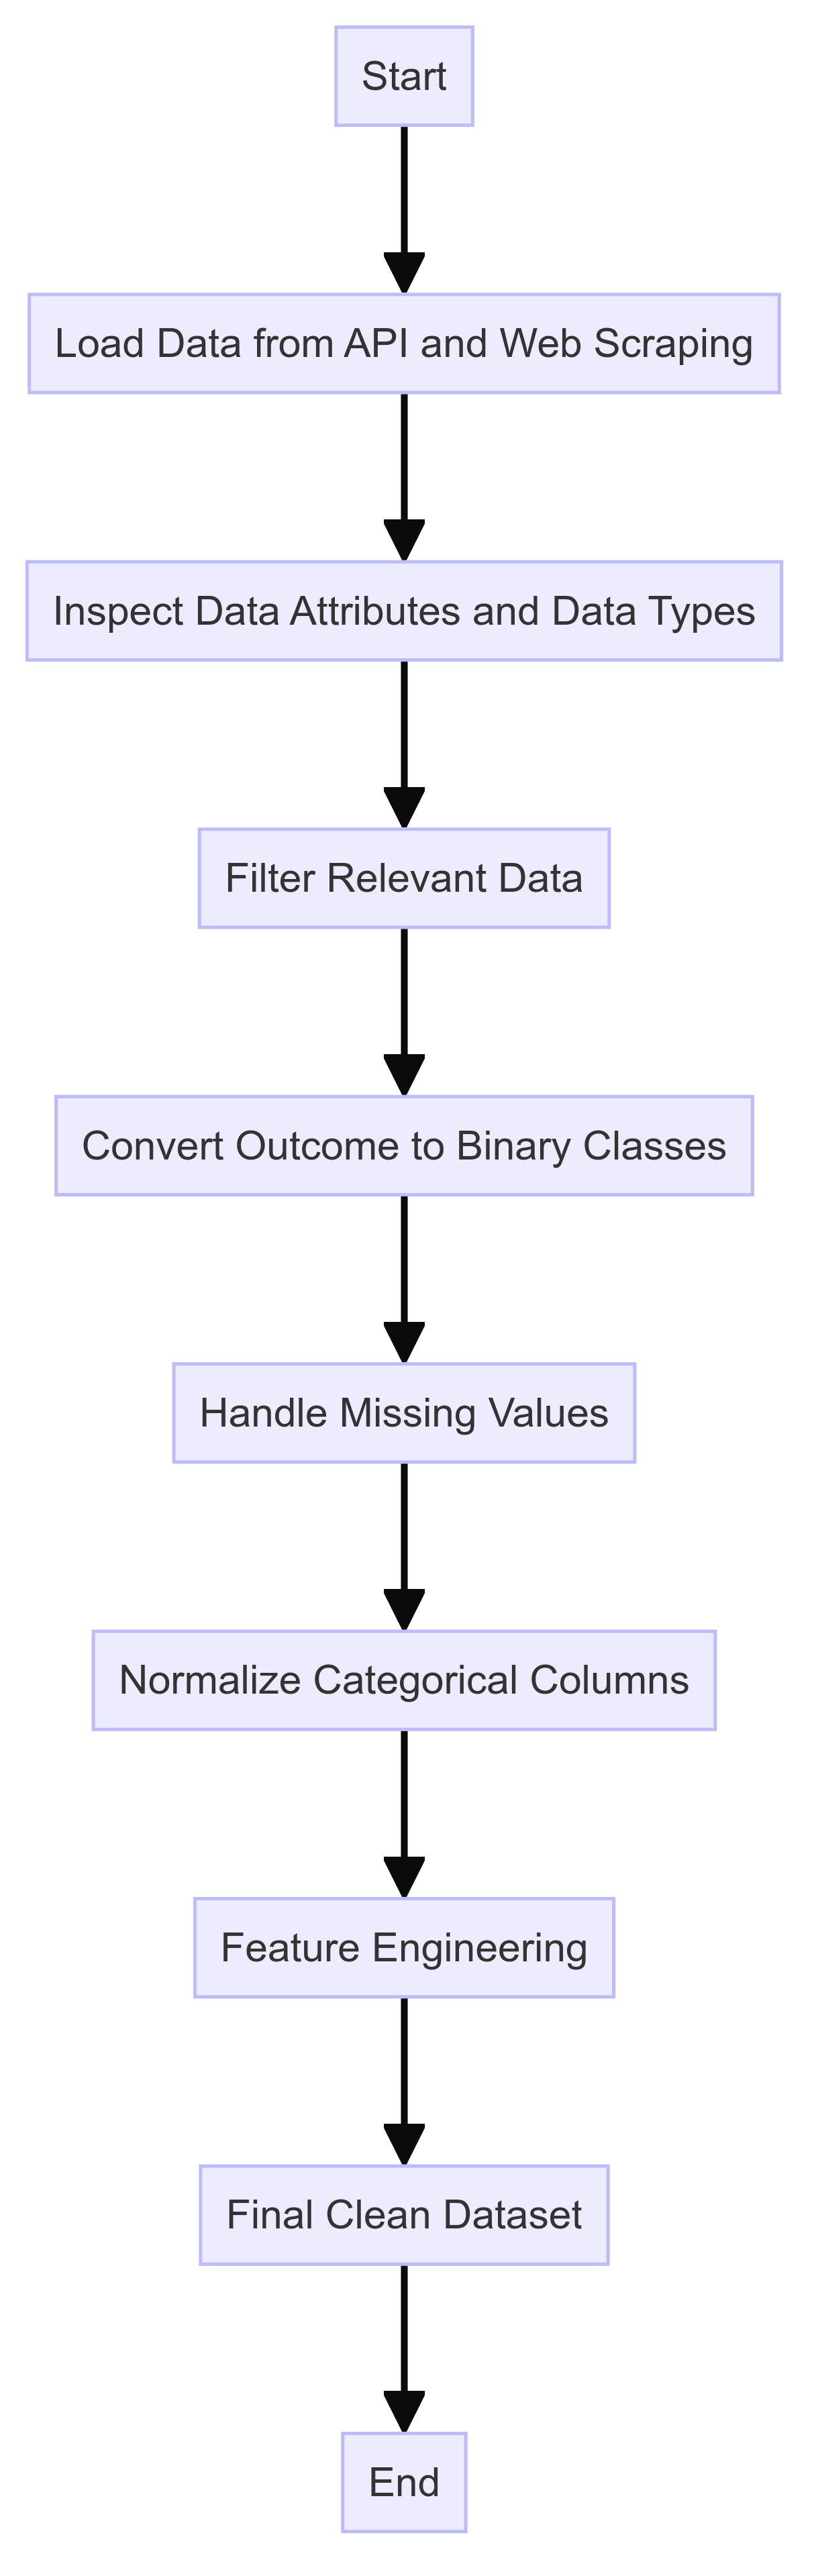 Start
Load Data from API and Web Scraping
Inspect Data Attributes and Data Types
Filter Relevant Data
Convert Outcome to Binary Classes
Handle Missing Values
Normalize Categorical Columns
Feature Engineering
Final Clean Dataset
End